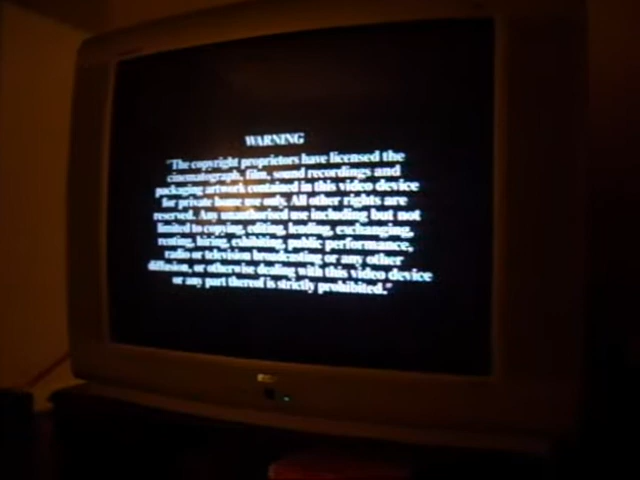 WARNING
"The copyright proprietors have licensed the
cinematograph, film, sound recordings and
packaging artwork contained in this video device
for private home use only. All other rights are
reserved. Any unauthorised use including but not
limited to copying, editing, lending, exchanging,
renting, hiring, exhibiting, public performance,
radio or television broadcasting or any other
diffusion, or otherwise dealing with this video device
or any part thereof is strictly prohibited."